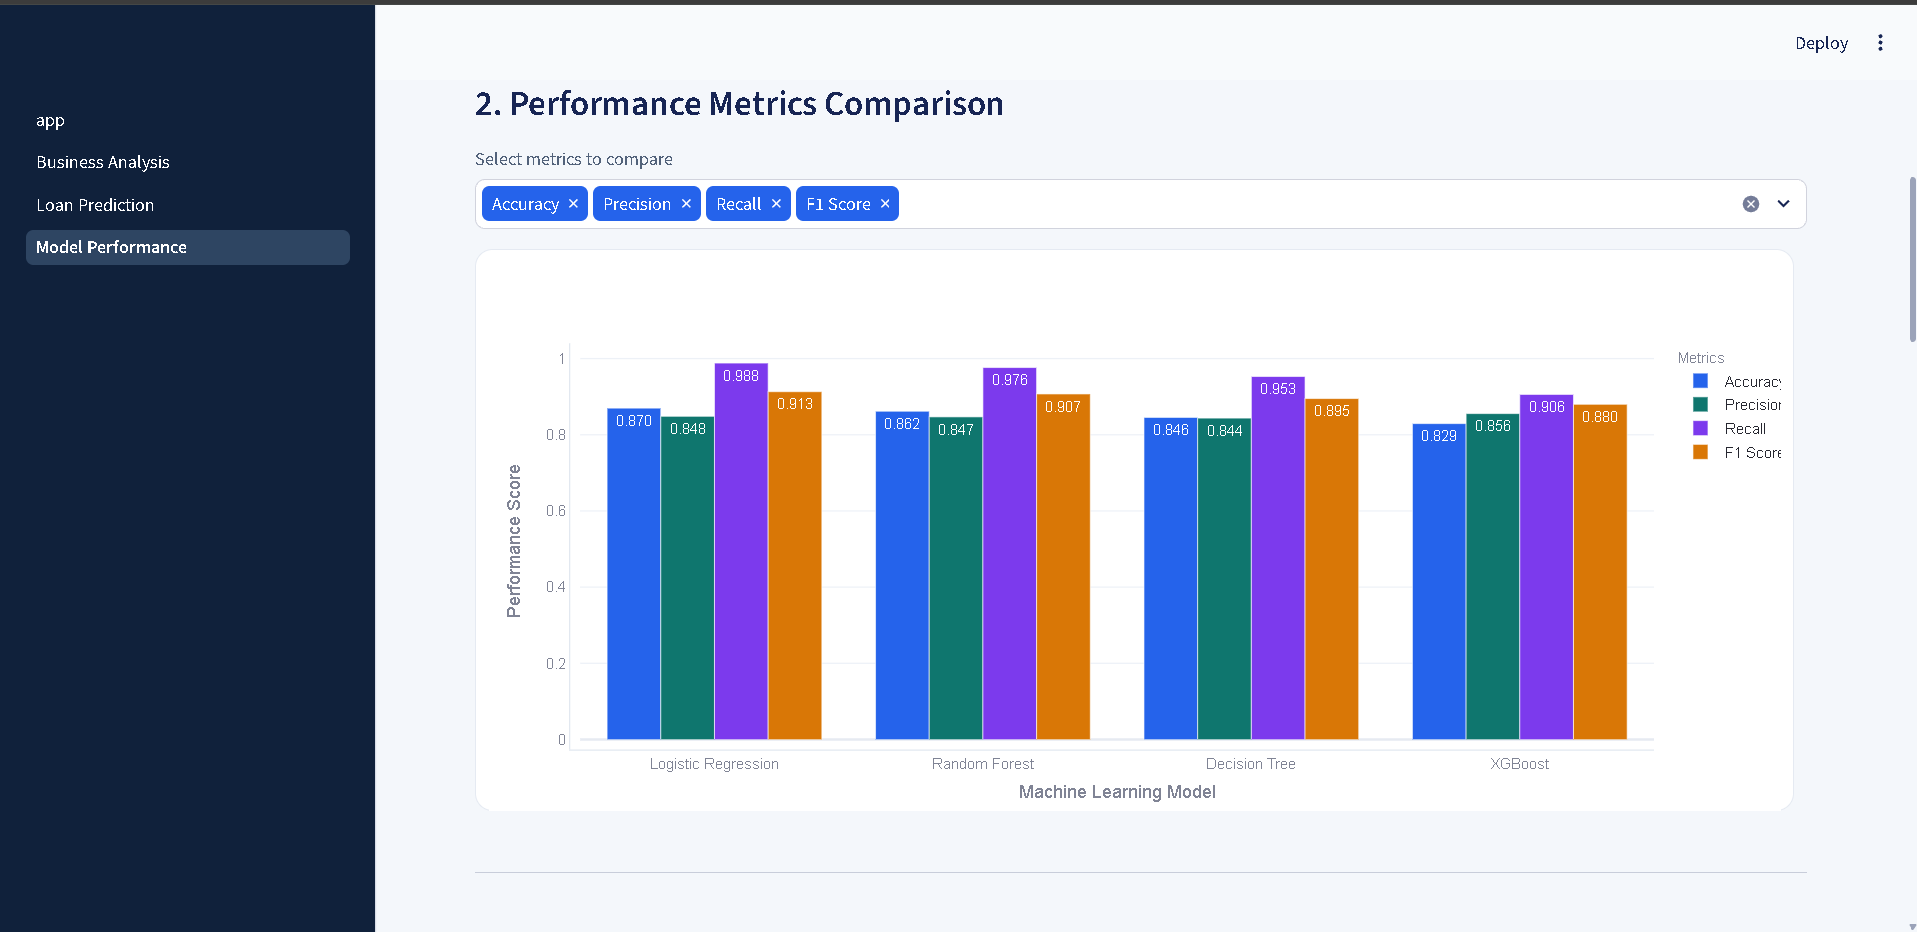 Deploy
app
Business Analysis
Loan Prediction
Model Performance
2. Performance Metrics Comparison
Select metrics to compare
Accuracy × Precision × Recall × F1 Score ×
Metrics
Accuracy
Precision
Recall
F1 Score
Performance Score
1
0.8
0.6
0.4
0.2
0
0.870 0.848 0.988 0.913
0.862 0.847 0.976 0.907
0.846 0.844 0.953 0.895
0.829 0.856 0.906 0.880
Logistic Regression Random Forest Decision Tree XGBoost
Machine Learning Model